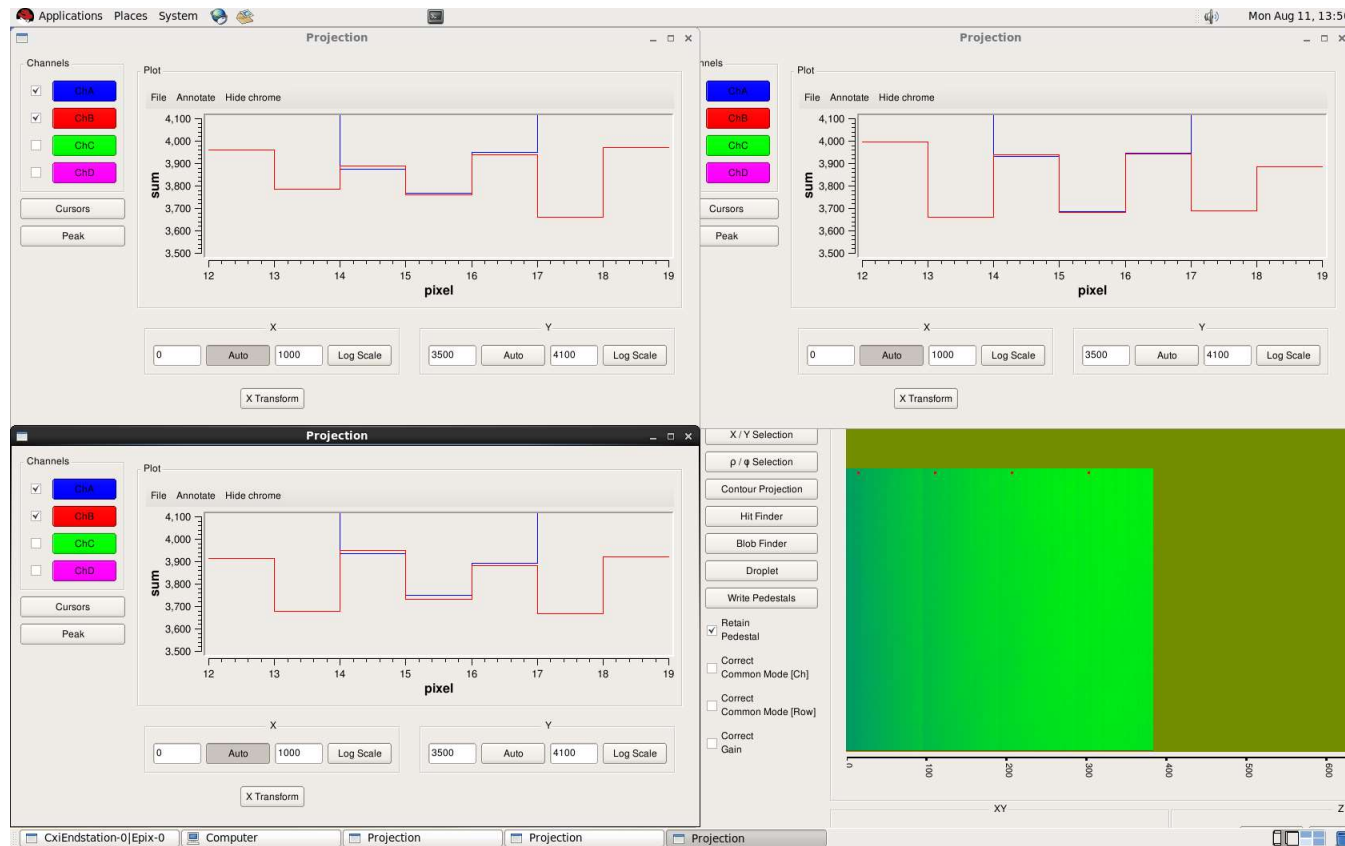 Applications Places System
Mon Aug 11, 13:5
Projection
Channels
ChA
ChB
ChC
ChD
Cursors
Peak
Plot
File Annotate Hide chrome
4,100
4,000
3,900
3,800
3,700
3,600
3.500
sum
12 13 14 15 16 17 18 19
pixel
X
0 Auto 1000 Log Scale
Y
3500 Auto 4100 Log Scale
X Transform
Projection
nnels
ChA
ChB
ChC
ChD
Cursors
Peak
Plot
File Annotate Hide chrome
4,100
4,000
3,900
3,800
3,700
3,600
3.500
sum
12 13 14 15 16 17 18 19
pixel
X
0 Auto 1000 Log Scale
Y
3500 Auto 4100 Log Scale
X Transform
Projection
Channels
ChA
ChB
ChC
ChD
Cursors
Peak
Plot
File Annotate Hide chrome
4,100
4,000
3,900
3,800
3,700
3,600
3.500
sum
12 13 14 15 16 17 18 19
pixel
X
0 Auto 1000 Log Scale
Y
3500 Auto 4100 Log Scale
X Transform
X / Y Selection
ρ / φ Selection
Contour Projection
Hit Finder
Blob Finder
Droplet
Write Pedestals
Retain
Pedestal
Correct
Common Mode [Ch]
Correct
Common Mode [Row]
Correct
Gain
0 100 200 300 400 500 600
XY
Z
CxiEndstation-0|Epix-0 Computer Projection Projection Projection